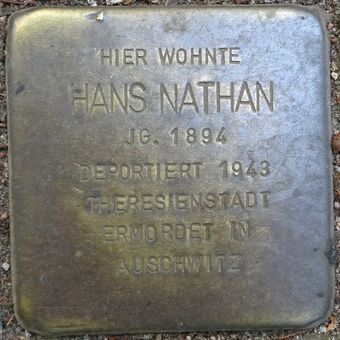 HIER WOHNTE
HANS NATHAN
JG. 1894
DEPORTIERT 1943
THERESIENSTADT
ERMORDET IN
AUSCHWITZ